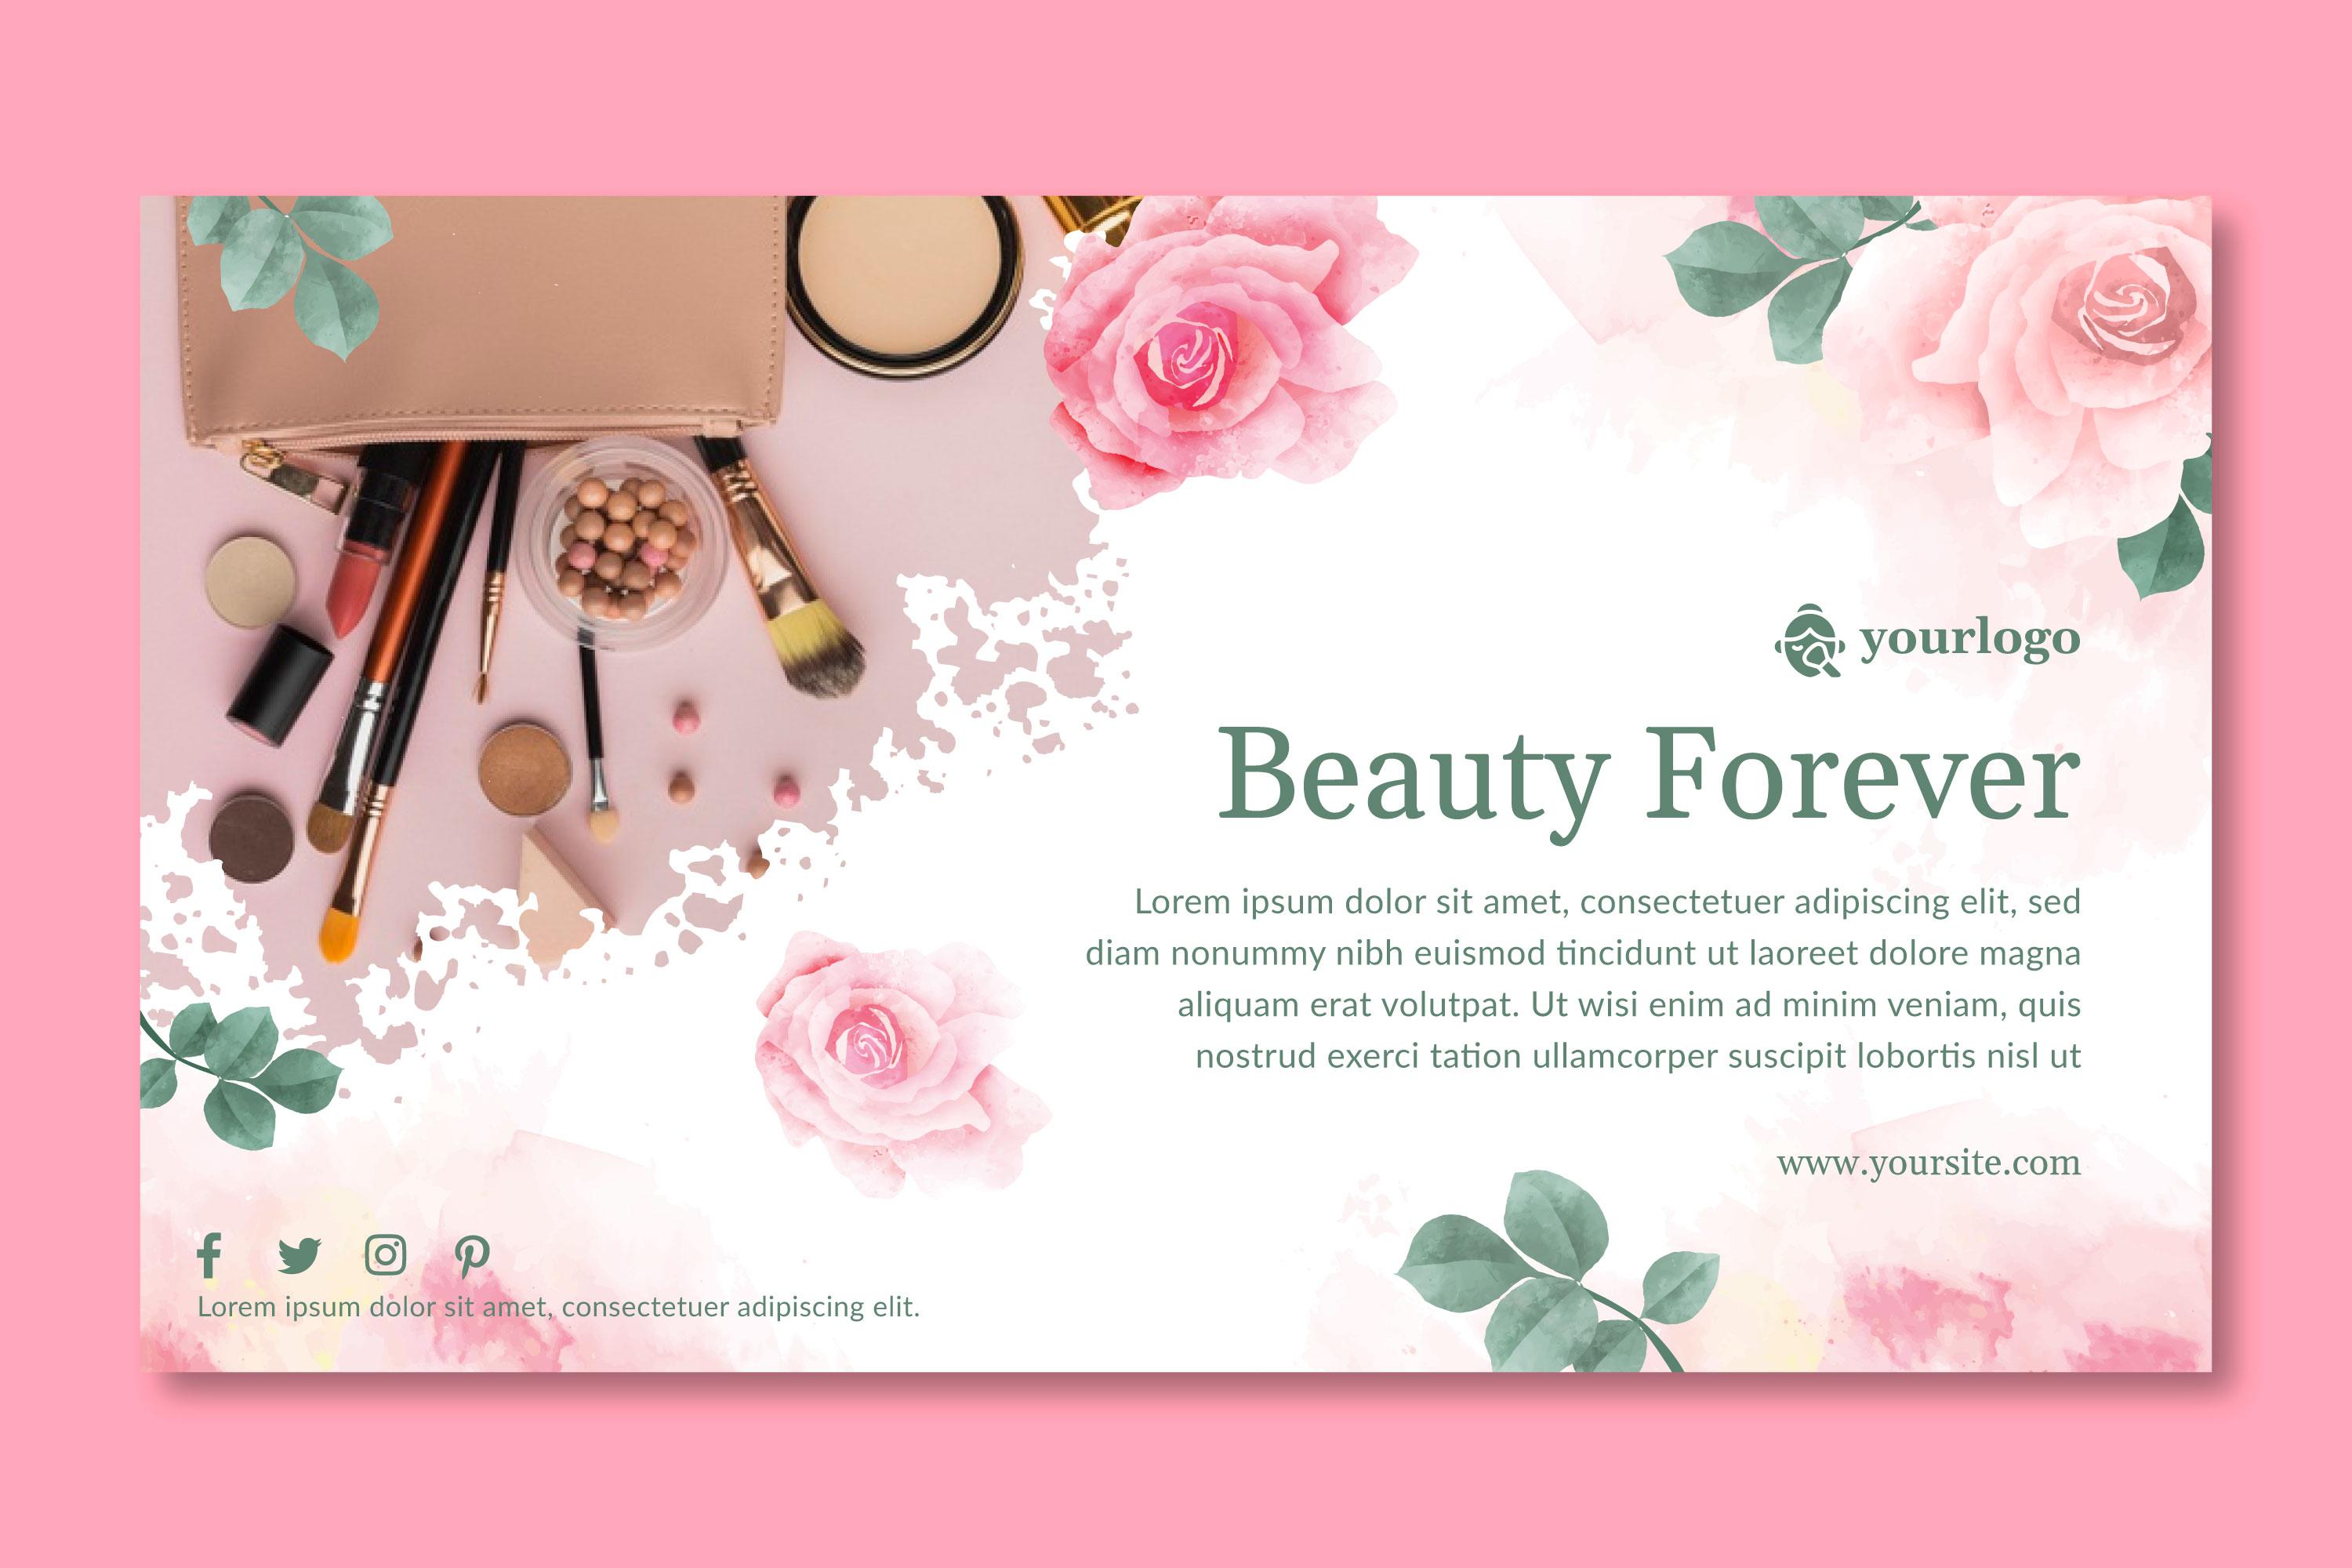 yourlogo
Beauty Forever
Lorem ipsum dolor sit amet, consectetuer adipiscing elit, sed
diam nonummy nibh euismod tincidunt ut laoreet dolore magna
aliquam erat volutpat. Ut wisi enim ad minim veniam, quis
nostrud exerci tation ullamcorper suscipit lobortis nisl ut
www.yoursite.com
Lorem ipsum dolor sit amet, consectetuer adipiscing elit.